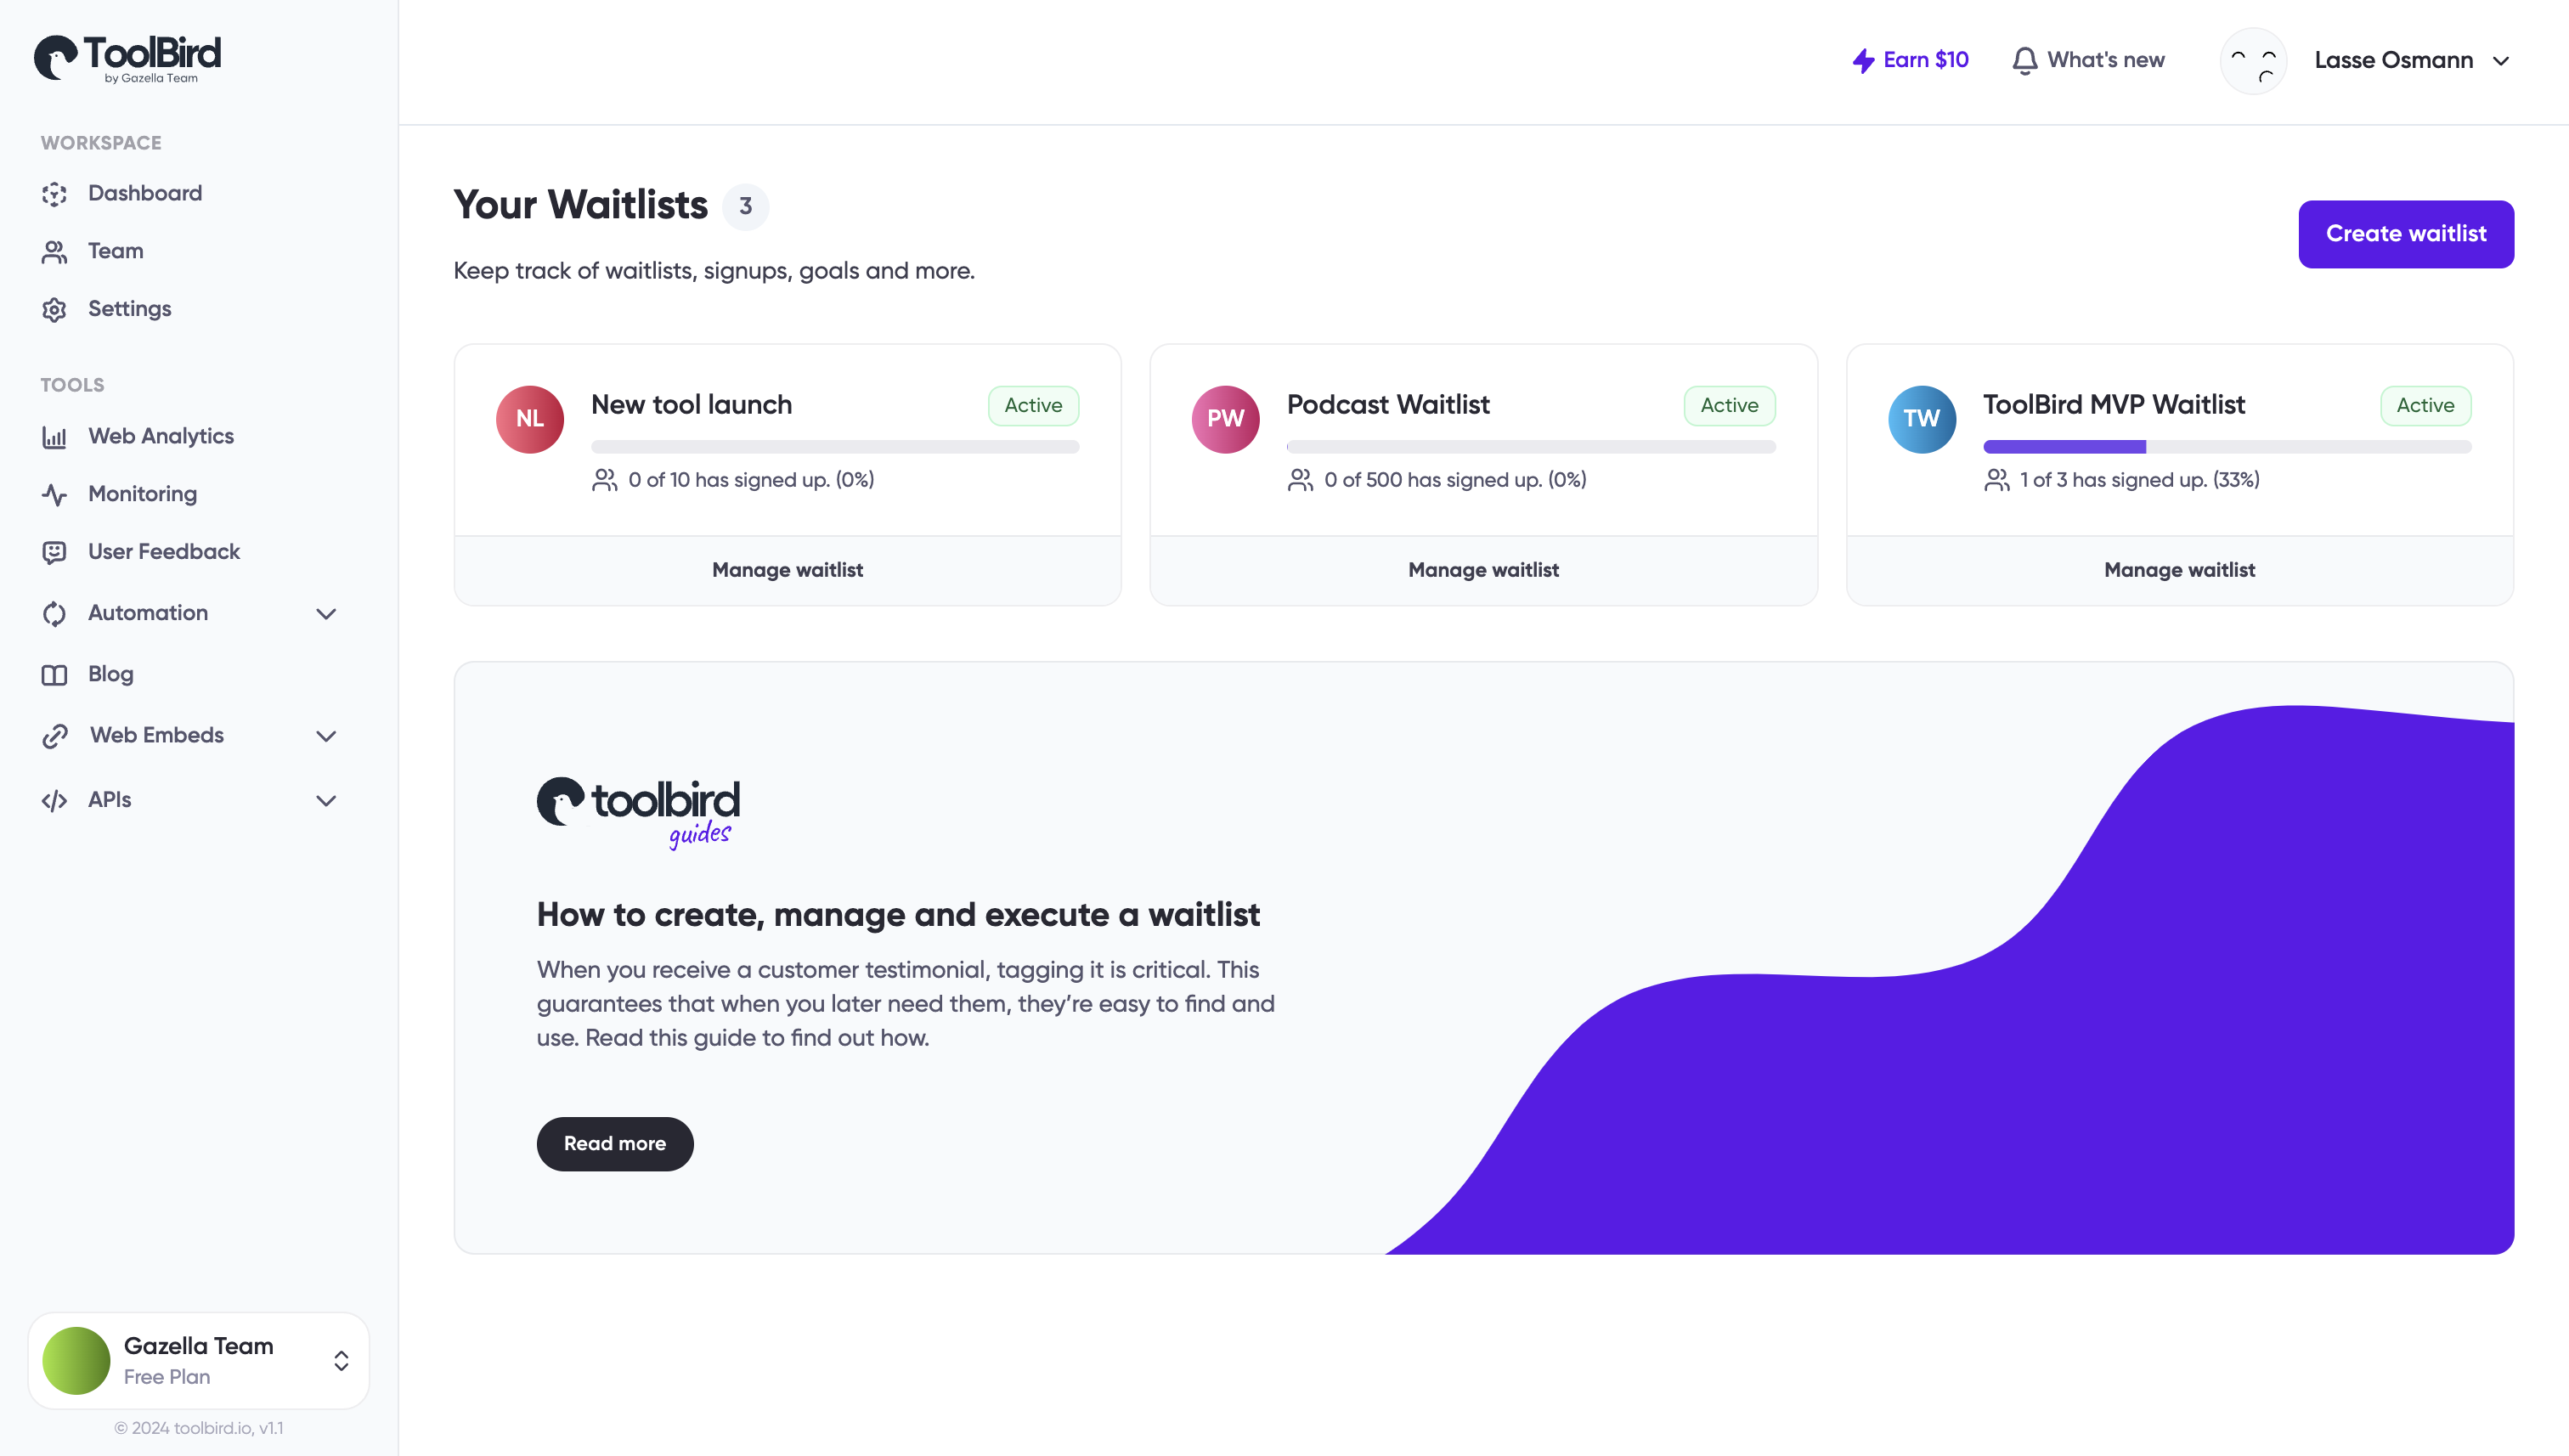 ToolBird
by Gazella Team
WORKSPACE
Dashboard
Team
Settings
TOOLS
Web Analytics
Monitoring
User Feedback
Automation
Blog
Web Embeds
APIs
Gazella Team
Free Plan
© 2024 toolbird.io, v1.1
Earn $10
What's new
Lasse Osmann
Your Waitlists 3
Keep track of waitlists, signups, goals and more.
Create waitlist
NL
New tool launch
Active
0 of 10 has signed up. (0%)
Manage waitlist
PW
Podcast Waitlist
Active
0 of 500 has signed up. (0%)
Manage waitlist
TW
ToolBird MVP Waitlist
Active
1 of 3 has signed up. (33%)
Manage waitlist
toolbird
guides
How to create, manage and execute a waitlist
When you receive a customer testimonial, tagging it is critical. This
guarantees that when you later need them, they’re easy to find and
use. Read this guide to find out how.
Read more